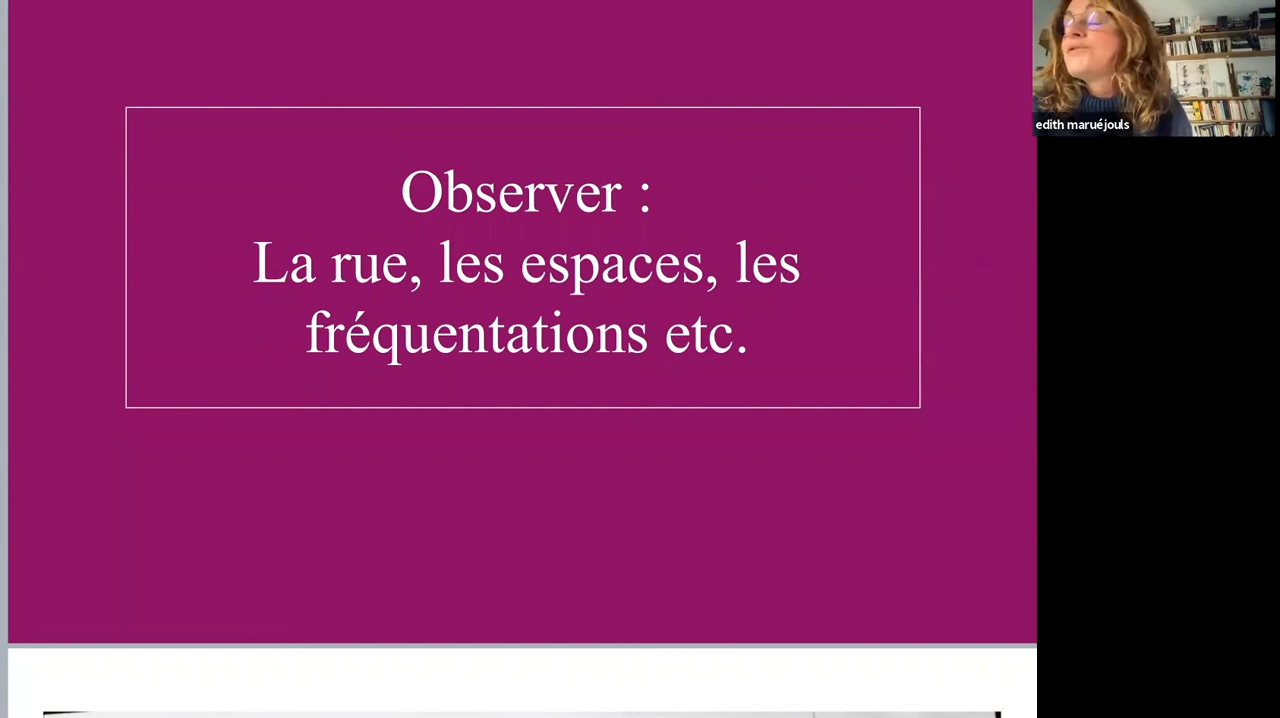 Observer :
La rue, les espaces, les
fréquentations etc.
edith maruéjouls